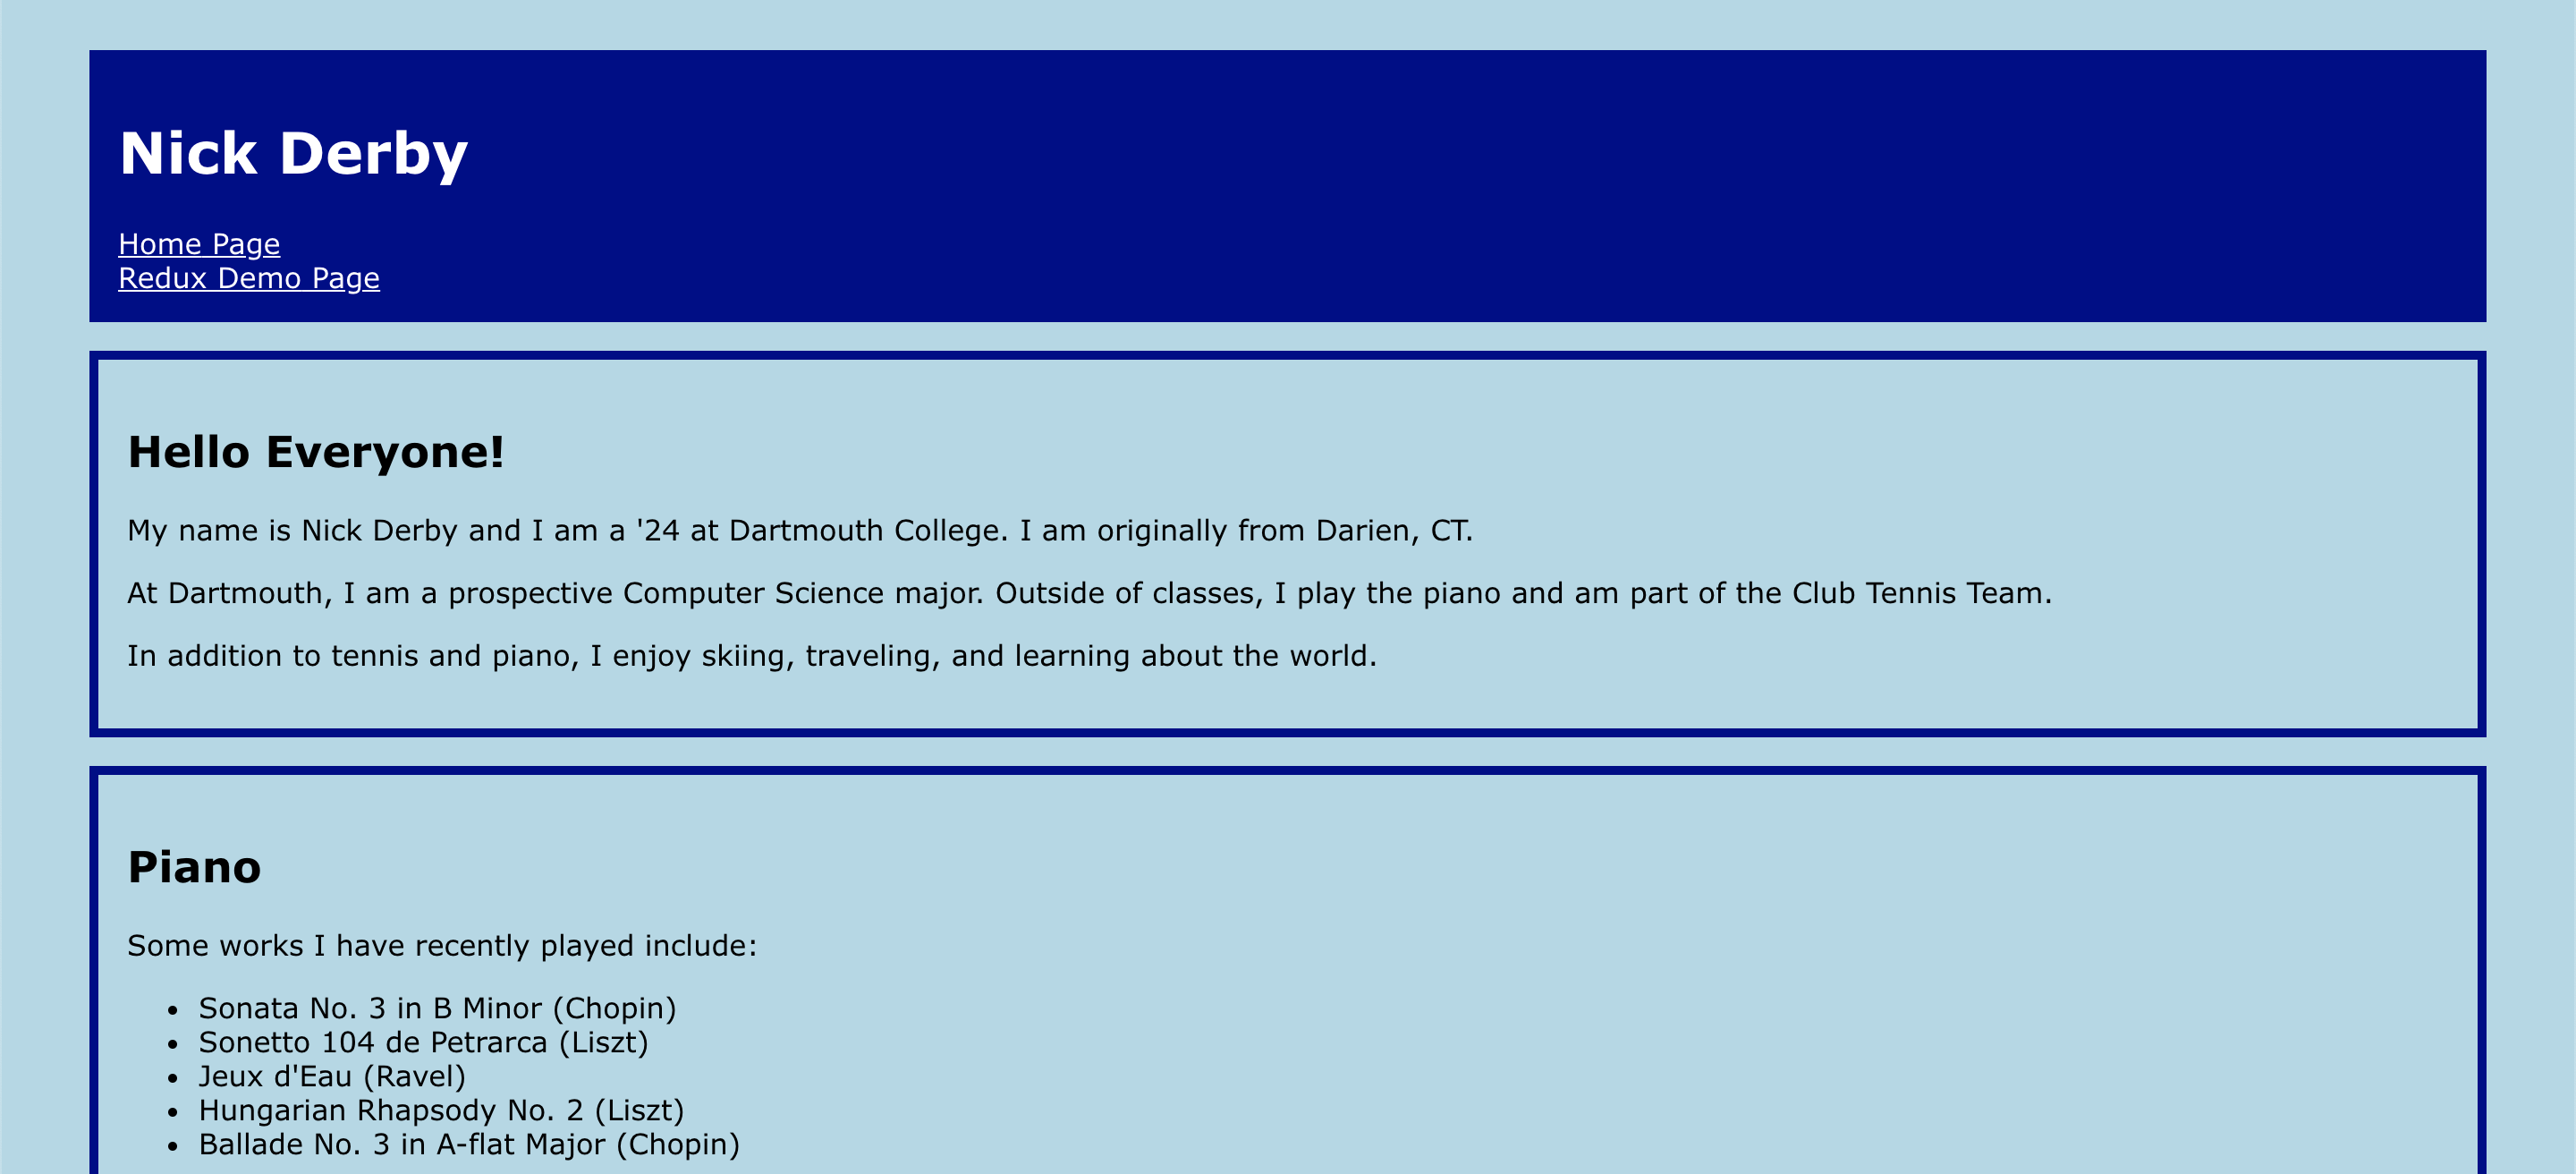 Nick Derby
Home Page
Redux Demo Page
Hello Everyone!
My name is Nick Derby and I am a '24 at Dartmouth College. I am originally from Darien, CT.
At Dartmouth, I am a prospective Computer Science major. Outside of classes, I play the piano and am part of the Club Tennis Team.
In addition to tennis and piano, I enjoy skiing, traveling, and learning about the world.
Piano
Some works I have recently played include:
• Sonata No. 3 in B Minor (Chopin)
• Sonetto 104 de Petrarca (Liszt)
• Jeux d'Eau (Ravel)
• Hungarian Rhapsody No. 2 (Liszt)
• Ballade No. 3 in A-flat Major (Chopin)